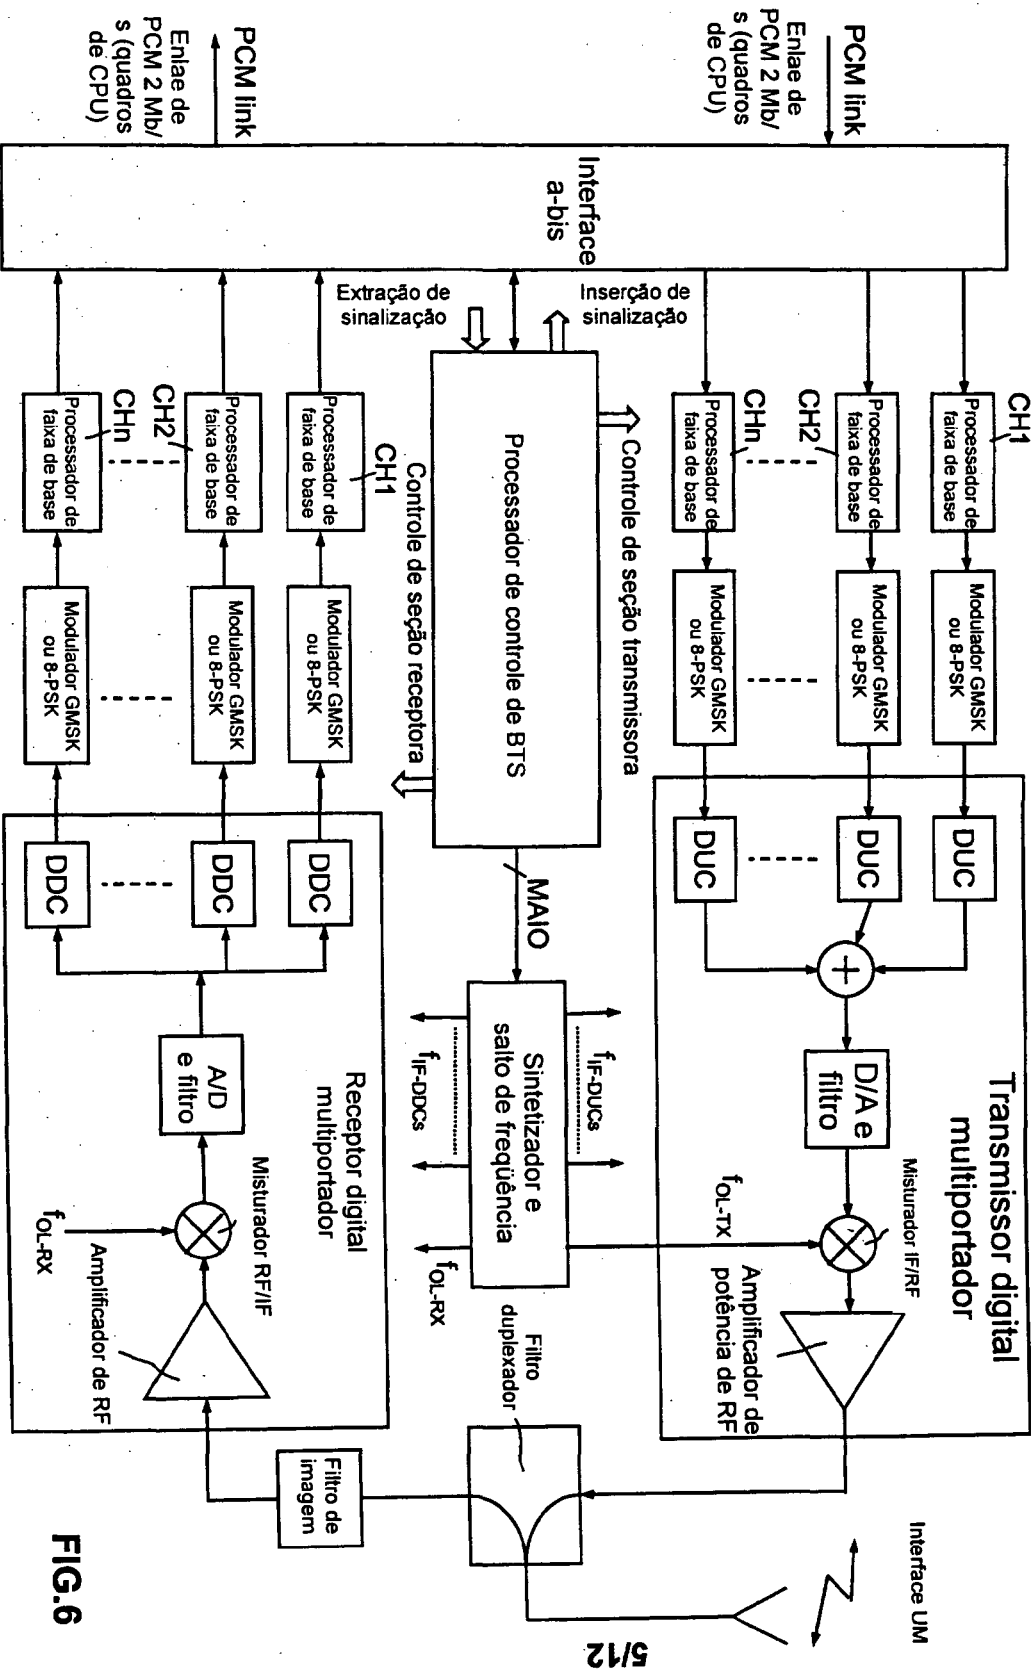 5/12
PCM link
Enlae de
PCM 2 Mb/
s (quadros
de CPU)
PCM link
Enlae de
PCM 2 Mb/
s (quadros
de CPU)
Interface
a-bis
CH1
Processador de
faixa de base
Modulador GMSK
ou 8-PSK
DUC
CH2
Processador de
faixa de base
Modulador GMSK
ou 8-PSK
DUC
CHn
Processador de
faixa de base
Modulador GMSK
ou 8-PSK
DUC
+
D/A e
filtro
Misturador IF/RF
fOL-TX
Amplificador de
potência de RF
Transmissor digital
multiportador
Interface UM
Inserção de
sinalização
Extração de
sinalização
Controle de seção transmissora
Processador de controle de BTS
Controle de seção receptora
MAIO
fIF-DUCs
Sintetizador e
salto de freqüência
fIF-DDCs
fOL-RX
Filtro
duplexador
CH1
Processador de
faixa de base
Modulador GMSK
ou 8-PSK
DDC
CH2
Processador de
faixa de base
Modulador GMSK
ou 8-PSK
DDC
CHn
Processador de
faixa de base
Modulador GMSK
ou 8-PSK
DDC
Receptor digital
multiportador
A/D
e filtro
Misturador RF/IF
fOL-RX
Amplificador de RF
Filtro de
imagem
FIG.6